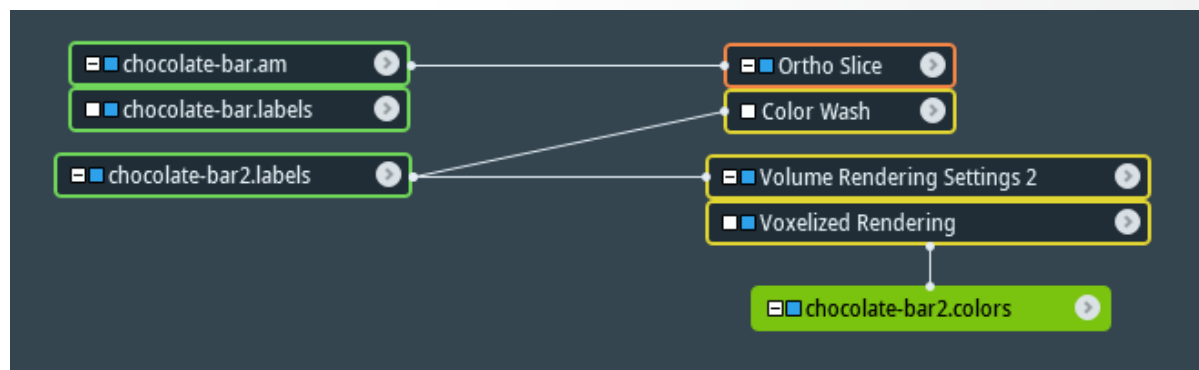 chocolate-bar.am
chocolate-bar.labels
chocolate-bar2.labels
Ortho Slice
Color Wash
Volume Rendering Settings 2
Voxelized Rendering
chocolate-bar2.colors